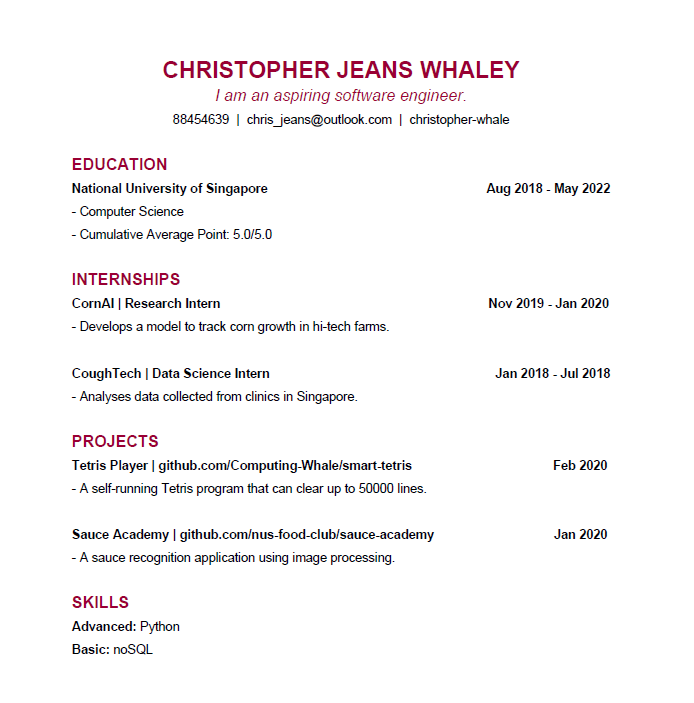 CHRISTOPHER JEANS WHALEY
I am an aspiring software engineer.
88454639 | chris_jeans@outlook.com | christopher-whale
EDUCATION
National University of Singapore Aug 2018 - May 2022
- Computer Science
- Cumulative Average Point: 5.0/5.0
INTERNSHIPS
CornAI | Research Intern Nov 2019 - Jan 2020
- Develops a model to track corn growth in hi-tech farms.
CoughTech | Data Science Intern Jan 2018 - Jul 2018
- Analyses data collected from clinics in Singapore.
PROJECTS
Tetris Player | github.com/Computing-Whale/smart-tetris Feb 2020
- A self-running Tetris program that can clear up to 50000 lines.
Sauce Academy | github.com/nus-food-club/sauce-academy Jan 2020
- A sauce recognition application using image processing.
SKILLS
Advanced: Python
Basic: noSQL